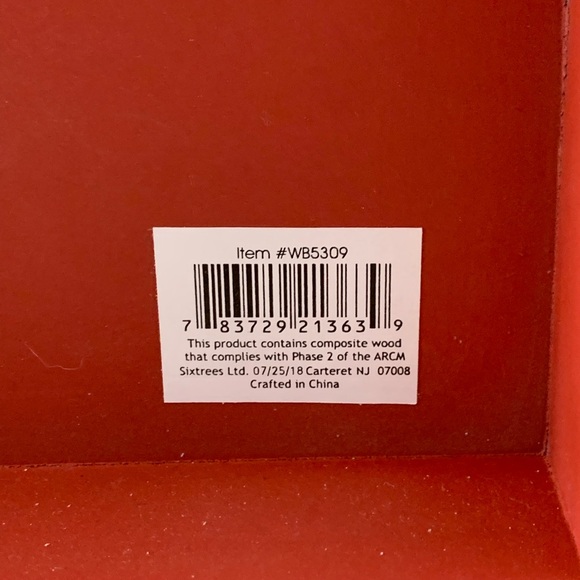 Item #WB5309
7 83729 21363 9
This product contains composite wood
that complies with Phase 2 of the ARCM
Sixtrees Ltd. 07/25/18 Carteret NJ 07008
Crafted in China